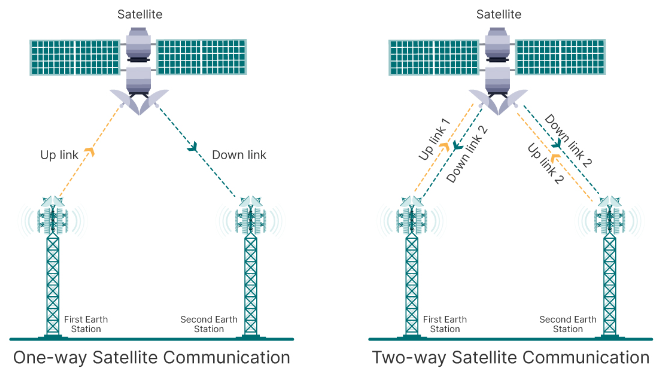 Satellite
Up link
Down link
First Earth
Station
Second Earth
Station
One-way Satellite Communication
Satellite
Up link 1
Down link 2
Down link 2
Up link 2
First Earth
Station
Second Earth
Station
Two-way Satellite Communication